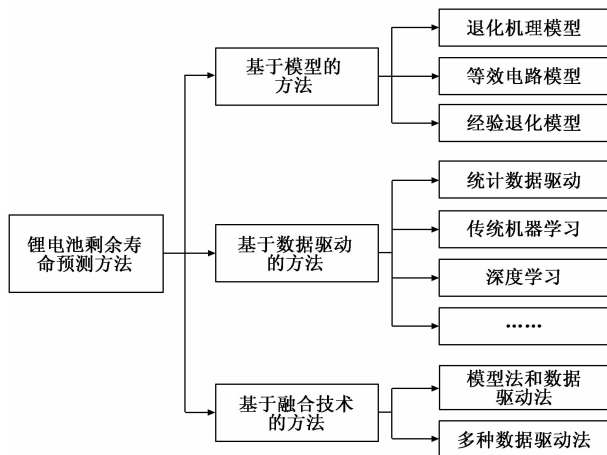 锂电池剩余寿
命预测方法
基于模型的
方法
退化机理模型
等效电路模型
经验退化模型
基于数据驱动
的方法
统计数据驱动
传统机器学习
深度学习
……
基于融合技术
的方法
模型法和数据
驱动法
多种数据驱动法